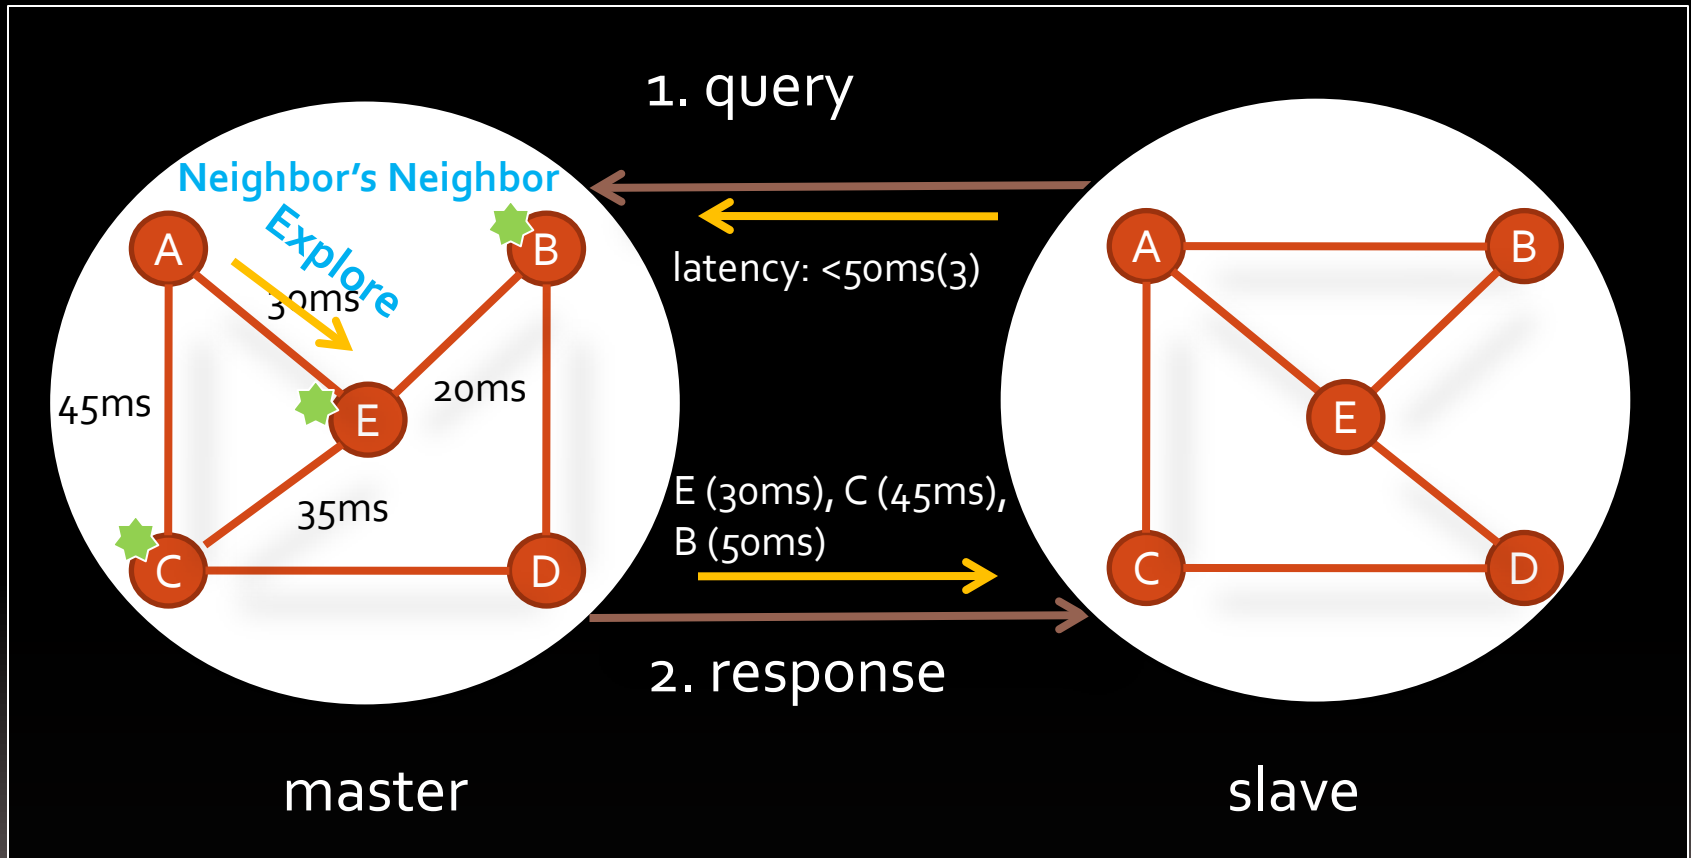 1. query
Neighbor's Neighbor
Explore
A
B
30ms
latency: <50ms(3)
45ms
20ms
E
35ms
E (30ms), C (45ms),
B (50ms)
C
D
2. response
master
A
B
E
C
D
slave